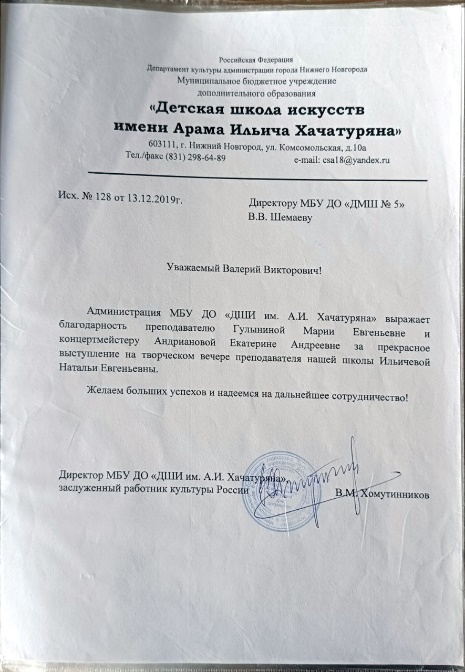 Российская Федерация
Департамент культуры администрации города Нижнего Новгорода
Муниципальное бюджетное учреждение
дополнительного образования
«Детская школа искусств
имени Арама Ильича Хачатуряна»
603111, г. Нижний Новгород, ул. Комсомольская, д.10а
Тел./факс (831) 298-64-89 e-mail: csa18@yandex.ru
Исх. № 128 от 13.12.2019г.
Директору МБУ ДО «ДМШ № 5»
В.В. Шемаеву
Уважаемый Валерий Викторович!
Администрация МБУ ДО «ДШИ им. А.И. Хачатуряна» выражает
благодарность преподавателю Гулыниной Марии Евгеньевне и
концертмейстеру Андриановой Екатерине Андреевне за прекрасное
выступление на творческом вечере преподавателя нашей школы Ильичевой
Натальи Евгеньевны.
Желаем больших успехов и надеемся на дальнейшее сотрудничество!
Директор МБУ ДО «ДШИ им. А.И. Хачатуряна»,
заслуженный работник культуры России В.М. Хомутинников